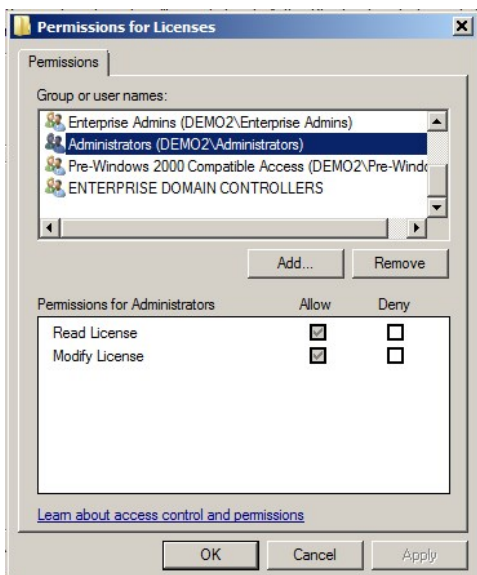 Permissions for Licenses
Permissions
Group or user names:
Enterprise Admins (DEMO2\Enterprise Admins)
Administrators (DEMO2\Administrators)
Pre-Windows 2000 Compatible Access (DEMO2\Pre-Windo
ENTERPRISE DOMAIN CONTROLLERS
Add... Remove
Permissions for Administrators Allow Deny
Read License
Modify License
Learn about access control and permissions
OK Cancel Apply